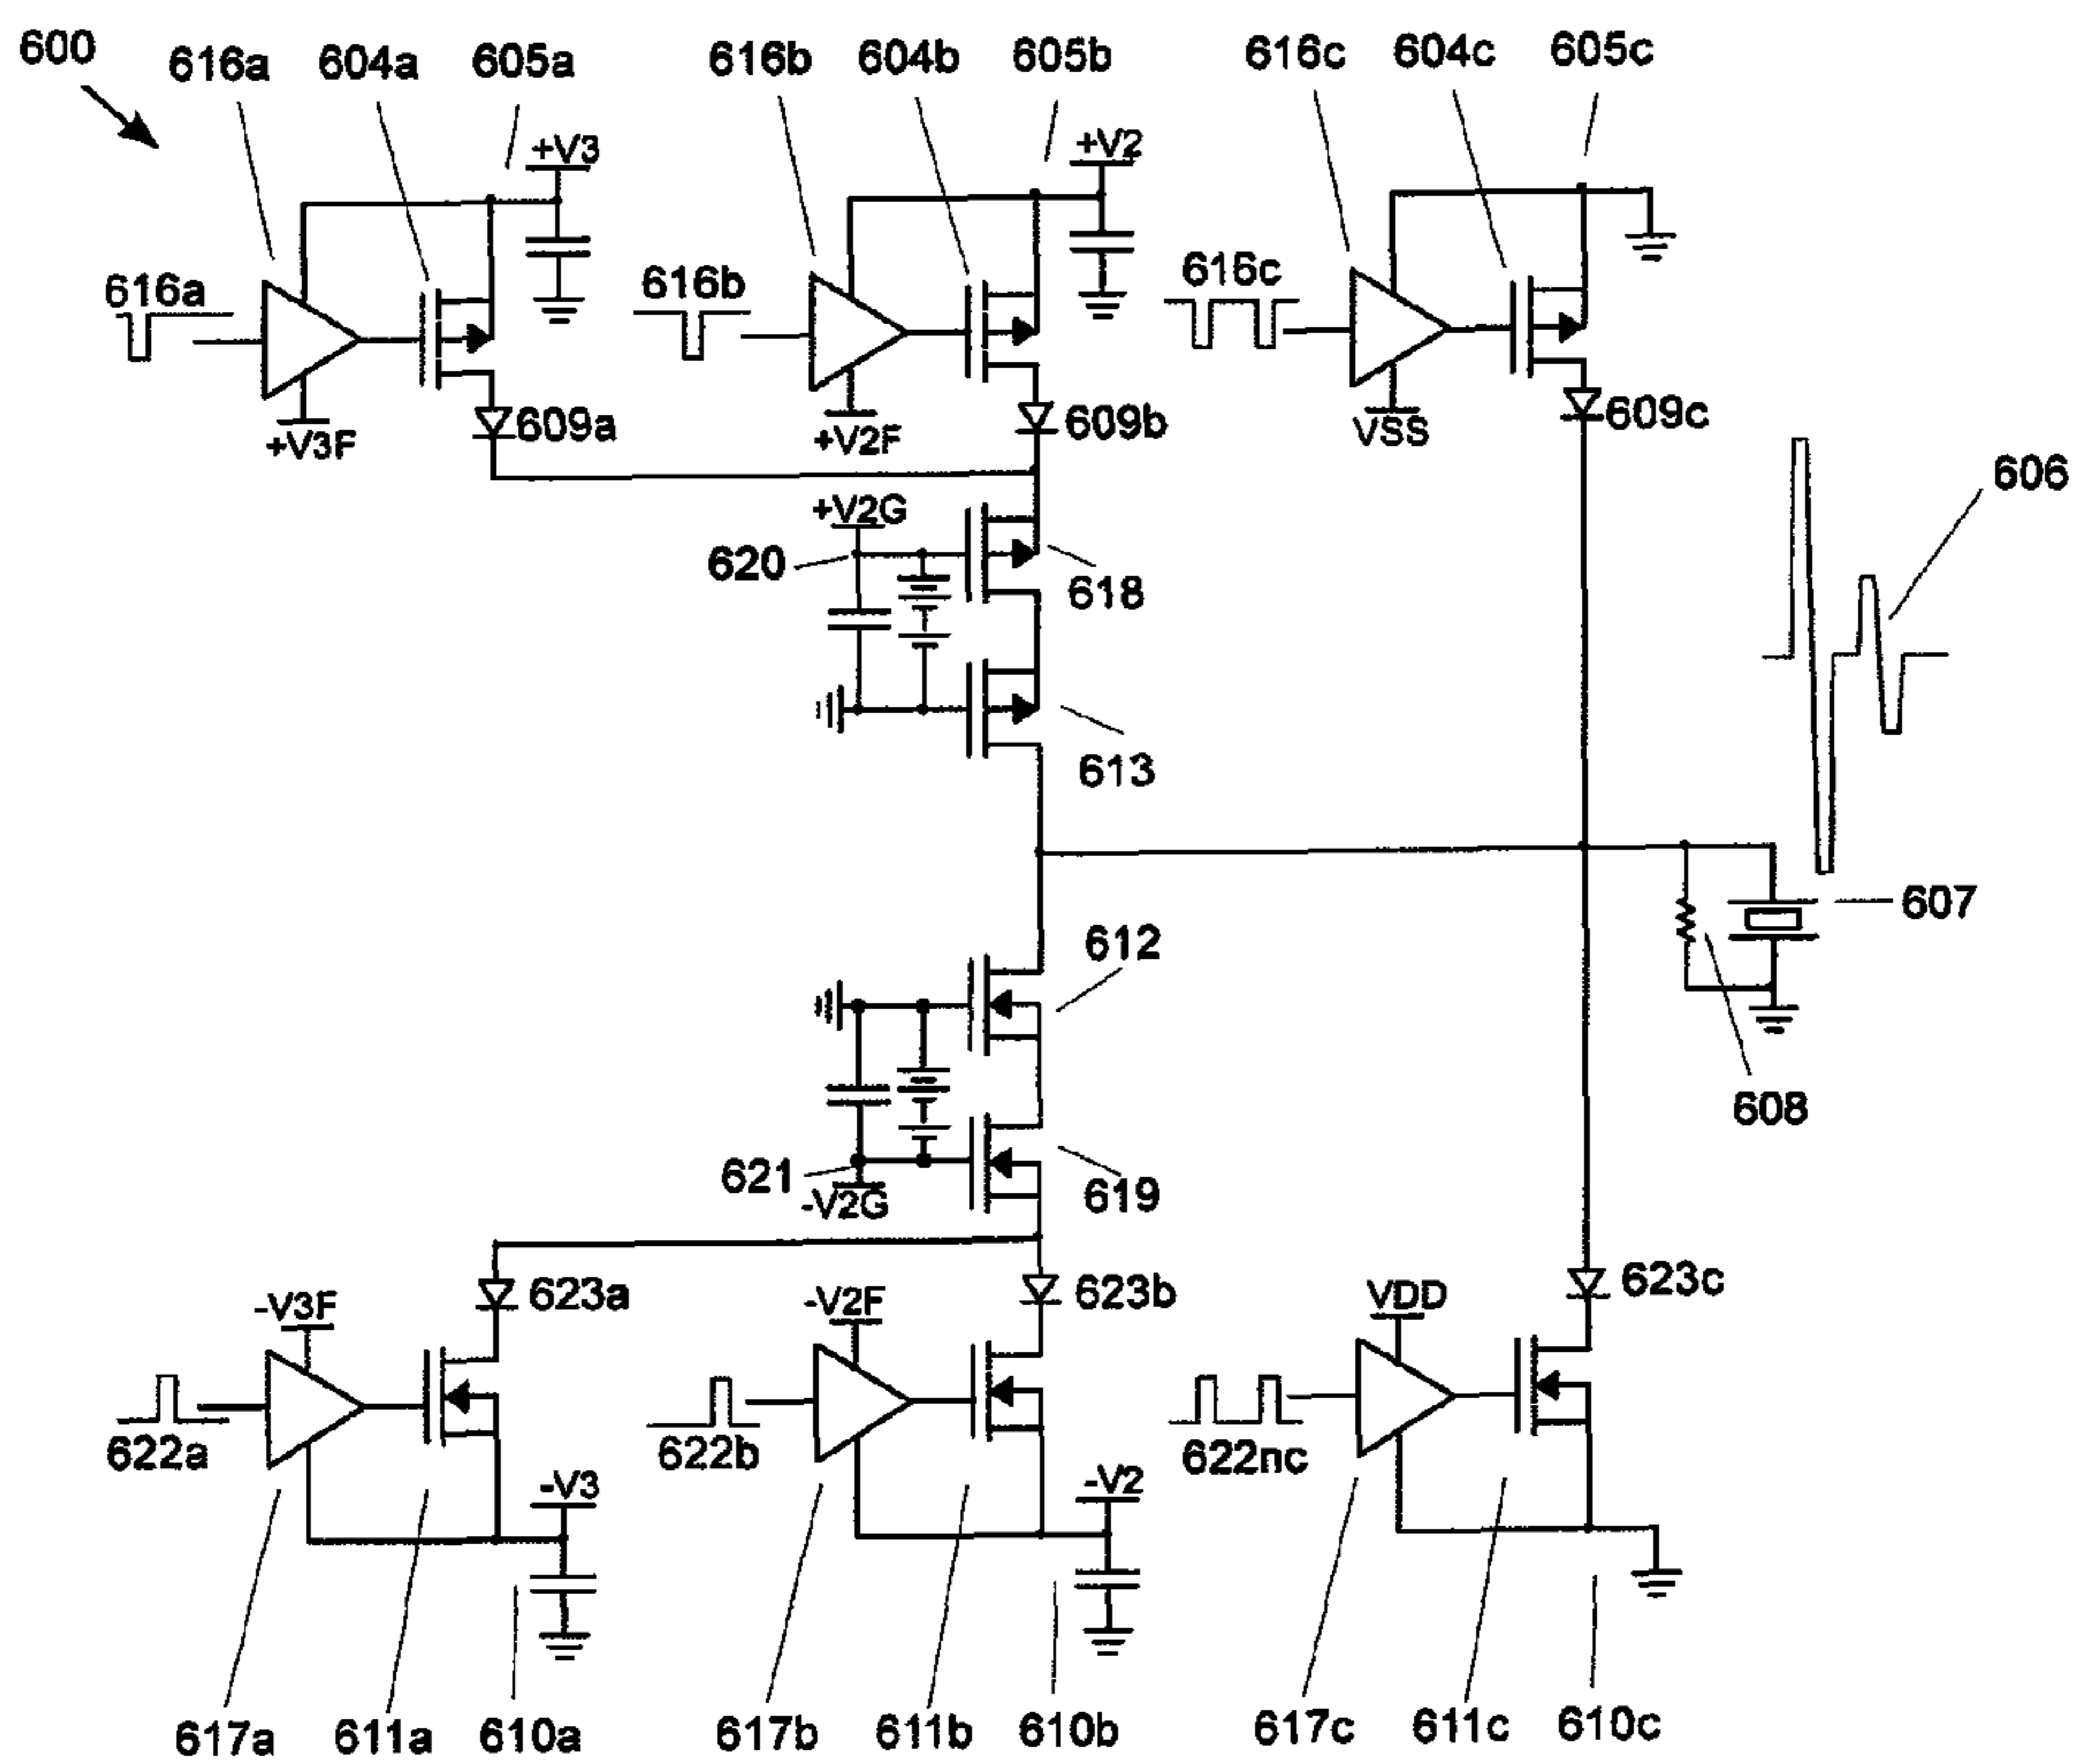 600
616a 604a 605a 616b 604b 605b 616c 604c 605c
+V3 +V2
616a 616b 616c
+V3F 609a +V2F 609b VSS 609c
606
+V2G
620 618
613
607
612
608
621 -V2G 619
-V3F 623a -V2F 623b VDD 623c
622a 622b 622nc
-V3 -V2
617a 611a 610a 617b 611b 610b 617c 611c 610c